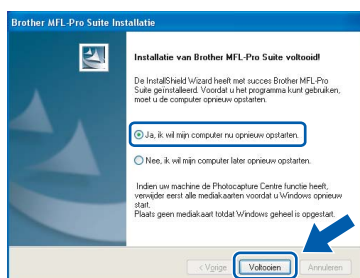 Brother MFL-Pro Suite Installatie
Installatie van Brother MFL-Pro Suite voltooid!
De InstallShield Wizard heeft met succes Brother MFL-Pro
Suite geïnstalleerd. Voordat u het programma kunt gebruiken,
moet u de computer opnieuw opstarten.
Ja, ik wil mijn computer nu opnieuw opstarten.
Nee, ik wil mijn computer later opnieuw opstarten.
Indien uw machine de Photocapture Centre functie heeft,
verwijder eerst alle mediakaarten voordat u Windows opnieuw
start.
Plaats geen mediakaart totdat Windows geheel is opgestart.
< Vorige Voltooien Annuleren